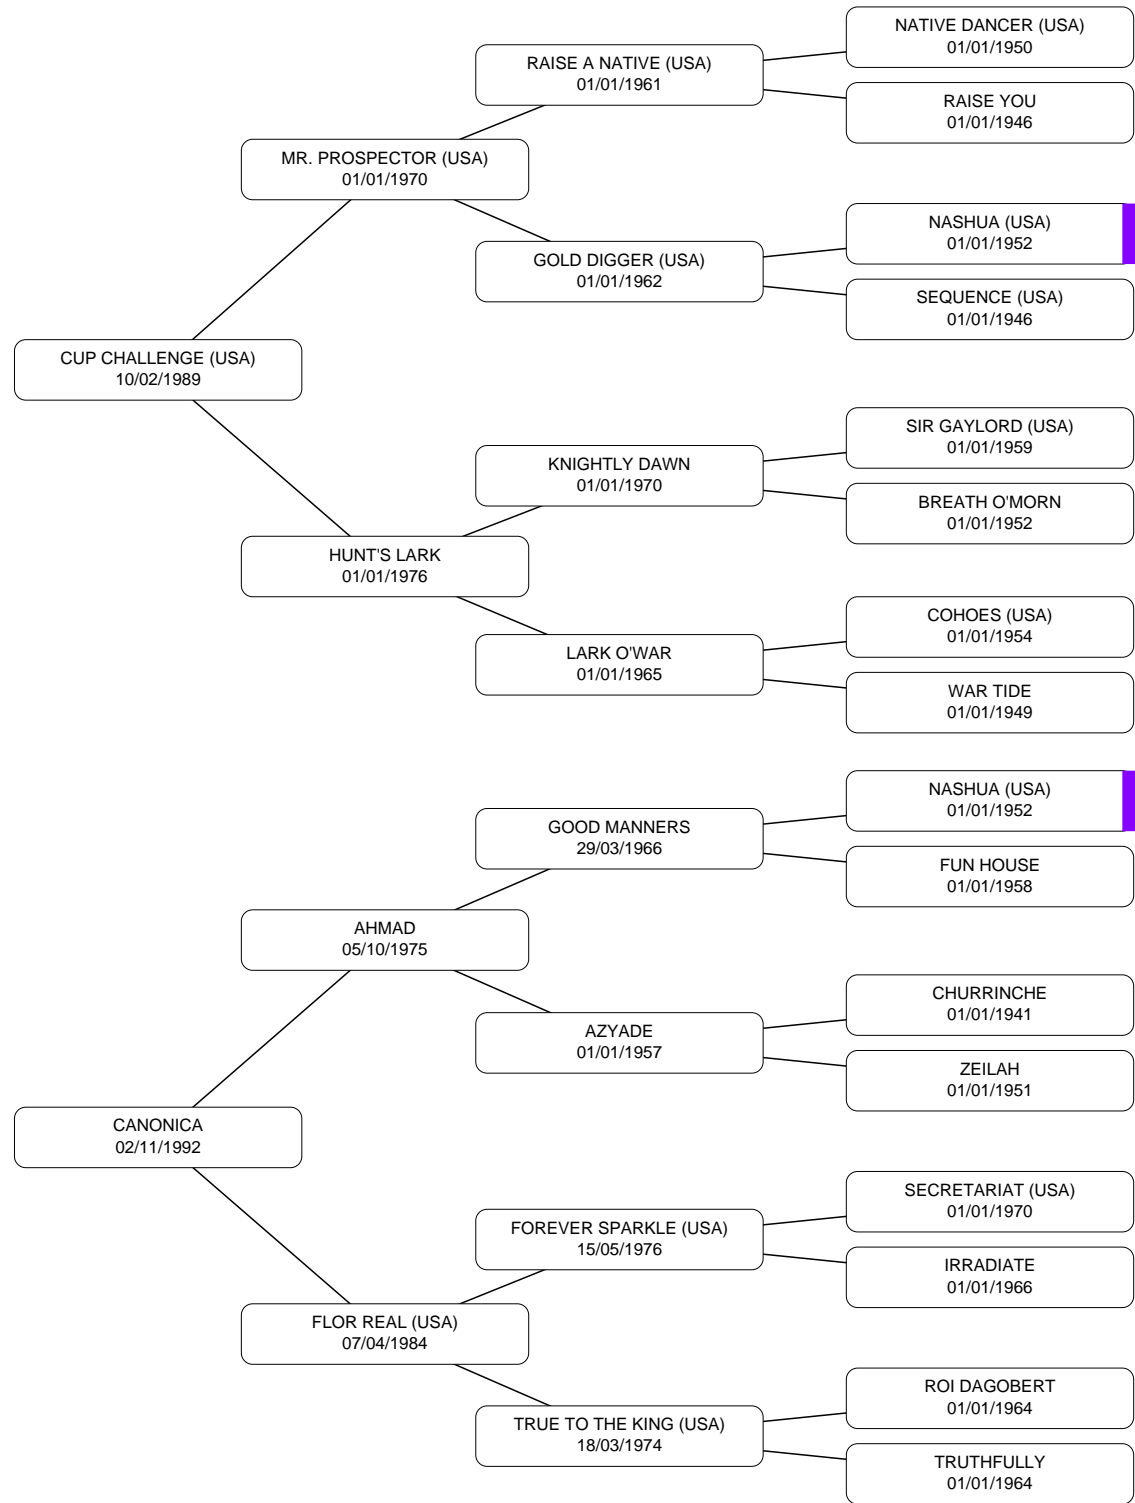 NATIVE DANCER (USA)
01/01/1950
RAISE A NATIVE (USA)
01/01/1961
RAISE YOU
01/01/1946
MR. PROSPECTOR (USA)
01/01/1970
NASHUA (USA)
01/01/1952
GOLD DIGGER (USA)
01/01/1962
SEQUENCE (USA)
01/01/1946
CUP CHALLENGE (USA)
10/02/1989
SIR GAYLORD (USA)
01/01/1959
KNIGHTLY DAWN
01/01/1970
BREATH O'MORN
01/01/1952
HUNT'S LARK
01/01/1976
COHOES (USA)
01/01/1954
LARK O'WAR
01/01/1965
WAR TIDE
01/01/1949
NASHUA (USA)
01/01/1952
GOOD MANNERS
29/03/1966
FUN HOUSE
01/01/1958
AHMAD
05/10/1975
CHURRINCHE
01/01/1941
AZYADE
01/01/1957
ZEILAH
01/01/1951
CANONICA
02/11/1992
SECRETARIAT (USA)
01/01/1970
FOREVER SPARKLE (USA)
15/05/1976
IRRADIATE
01/01/1966
FLOR REAL (USA)
07/04/1984
ROI DAGOBERT
01/01/1964
TRUE TO THE KING (USA)
18/03/1974
TRUTHFULLY
01/01/1964